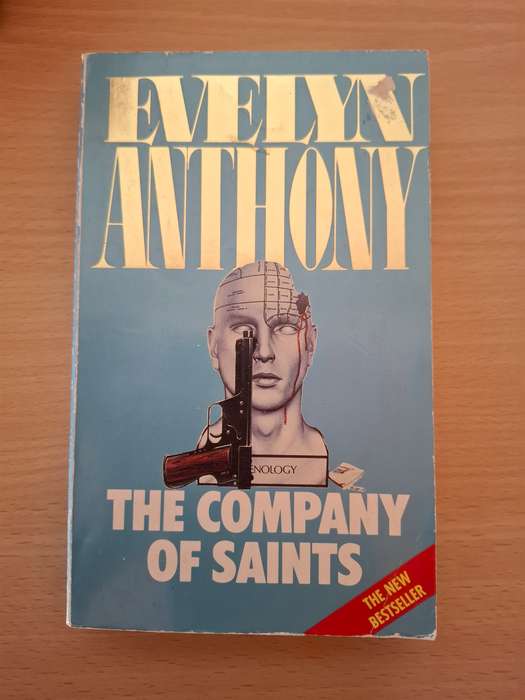 EVELYN
ANTHONY
ENOLOGY
THE COMPANY
OF SAINTS
THE NEW
BESTSELLER